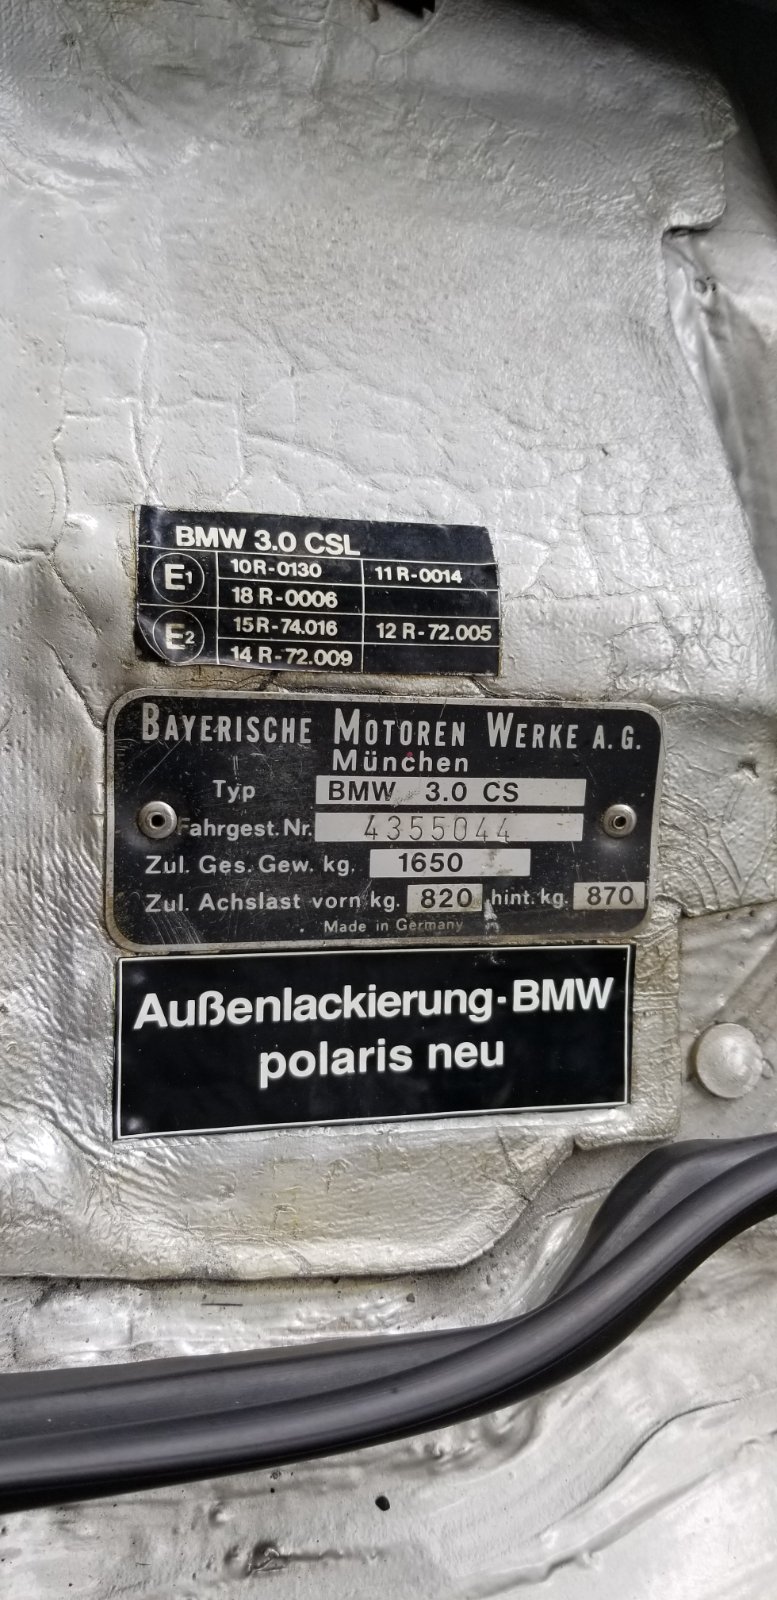 BMW 3.0 CSL
E1 10R-0130 11R-0014
18 R-0006
E2 15R-74.016 12 R-72.005
14 R-72.009
BAYERISCHE MOTOREN WERKE A.G.
München
Typ BMW 3.0 CS
Fahrgest. Nr. 4355044
Zul. Ges. Gew. kg. 1650
Zul. Achslast vorn kg. 820 hint. kg. 870
Made in Germany
Außenlackierung-BMW
polaris neu